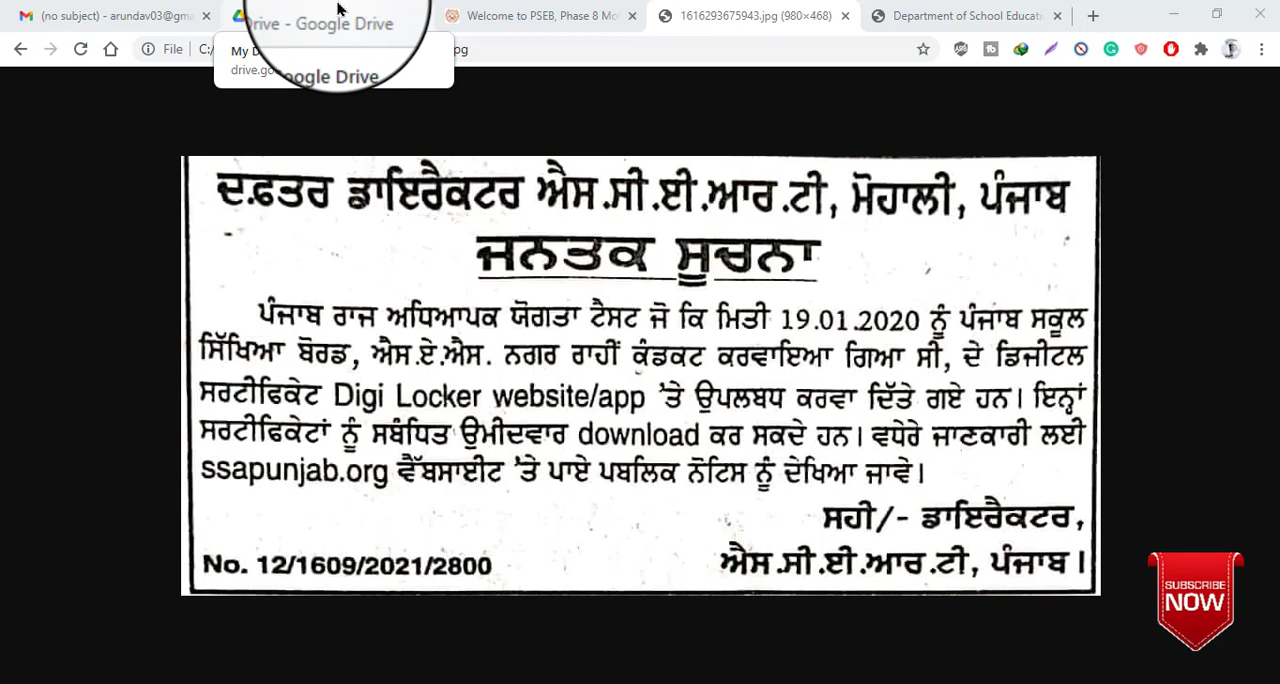 (no subject) - arundav03@gma
Drive - Google Drive
Welcome to PSEB, Phase 8 Mo
1616293675943.jpg (980×468)
Department of School Educati
File
C:/
pg
My D
drive.go
oogle Drive
ਦਫ਼ਤਰ ਡਾਇਰੈਕਟਰ ਐਸ.ਸੀ.ਈ.ਆਰ.ਟੀ, ਮੋਹਾਲੀ, ਪੰਜਾਬ
ਜਨਤਕ ਸੂਚਨਾ
ਪੰਜਾਬ ਰਾਜ ਅਧਿਆਪਕ ਯੋਗਤਾ ਟੈਸਟ ਜੋ ਕਿ ਮਿਤੀ 19.01.2020 ਨੂੰ ਪੰਜਾਬ ਸਕੂਲ
ਸਿੱਖਿਆ ਬੋਰਡ, ਐਸ.ਏ.ਐਸ. ਨਗਰ ਰਾਹੀਂ ਕੰਡਕਟ ਕਰਵਾਇਆ ਗਿਆ ਸੀ, ਦੇ ਡਿਜੀਟਲ
ਸਰਟੀਫਿਕੇਟ Digi Locker website/app 'ਤੇ ਉਪਲਬਧ ਕਰਵਾ ਦਿੱਤੇ ਗਏ ਹਨ। ਇਨ੍ਹਾਂ
ਸਰਟੀਫਿਕੇਟਾਂ ਨੂੰ ਸਬੰਧਿਤ ਉਮੀਦਵਾਰ download ਕਰ ਸਕਦੇ ਹਨ। ਵਧੇਰੇ ਜਾਣਕਾਰੀ ਲਈ
ssapunjab.org ਵੈੱਬਸਾਈਟ 'ਤੇ ਪਾਏ ਪਬਲਿਕ ਨੋਟਿਸ ਨੂੰ ਦੇਖਿਆ ਜਾਵੇ।
ਸਹੀ/- ਡਾਇਰੈਕਟਰ,
No. 12/1609/2021/2800 ਐਸ.ਸੀ.ਈ.ਆਰ.ਟੀ, ਪੰਜਾਬ।
SUBSCRIBE
NOW